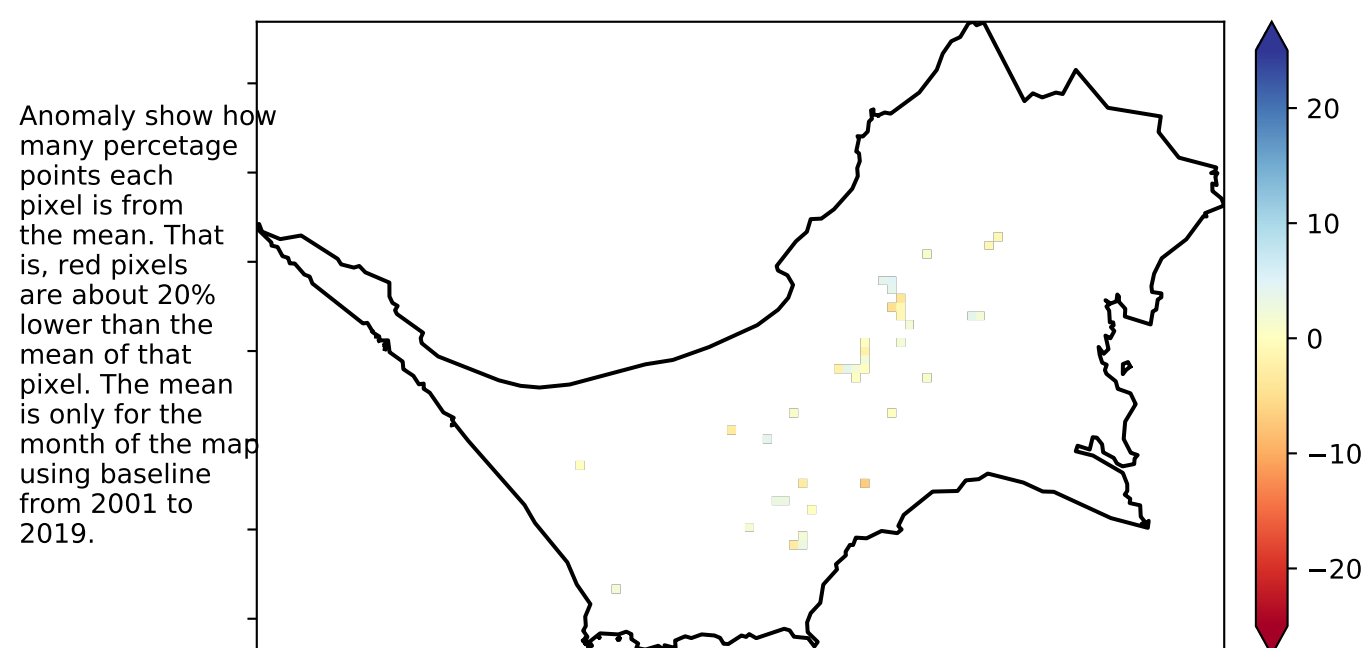 Anomaly show how
many percetage
points each
pixel is from
the mean. That
is, red pixels
are about 20%
lower than the
mean of that
pixel. The mean
is only for the
month of the map
using baseline
from 2001 to
2019.
20
10
0
−10
−20